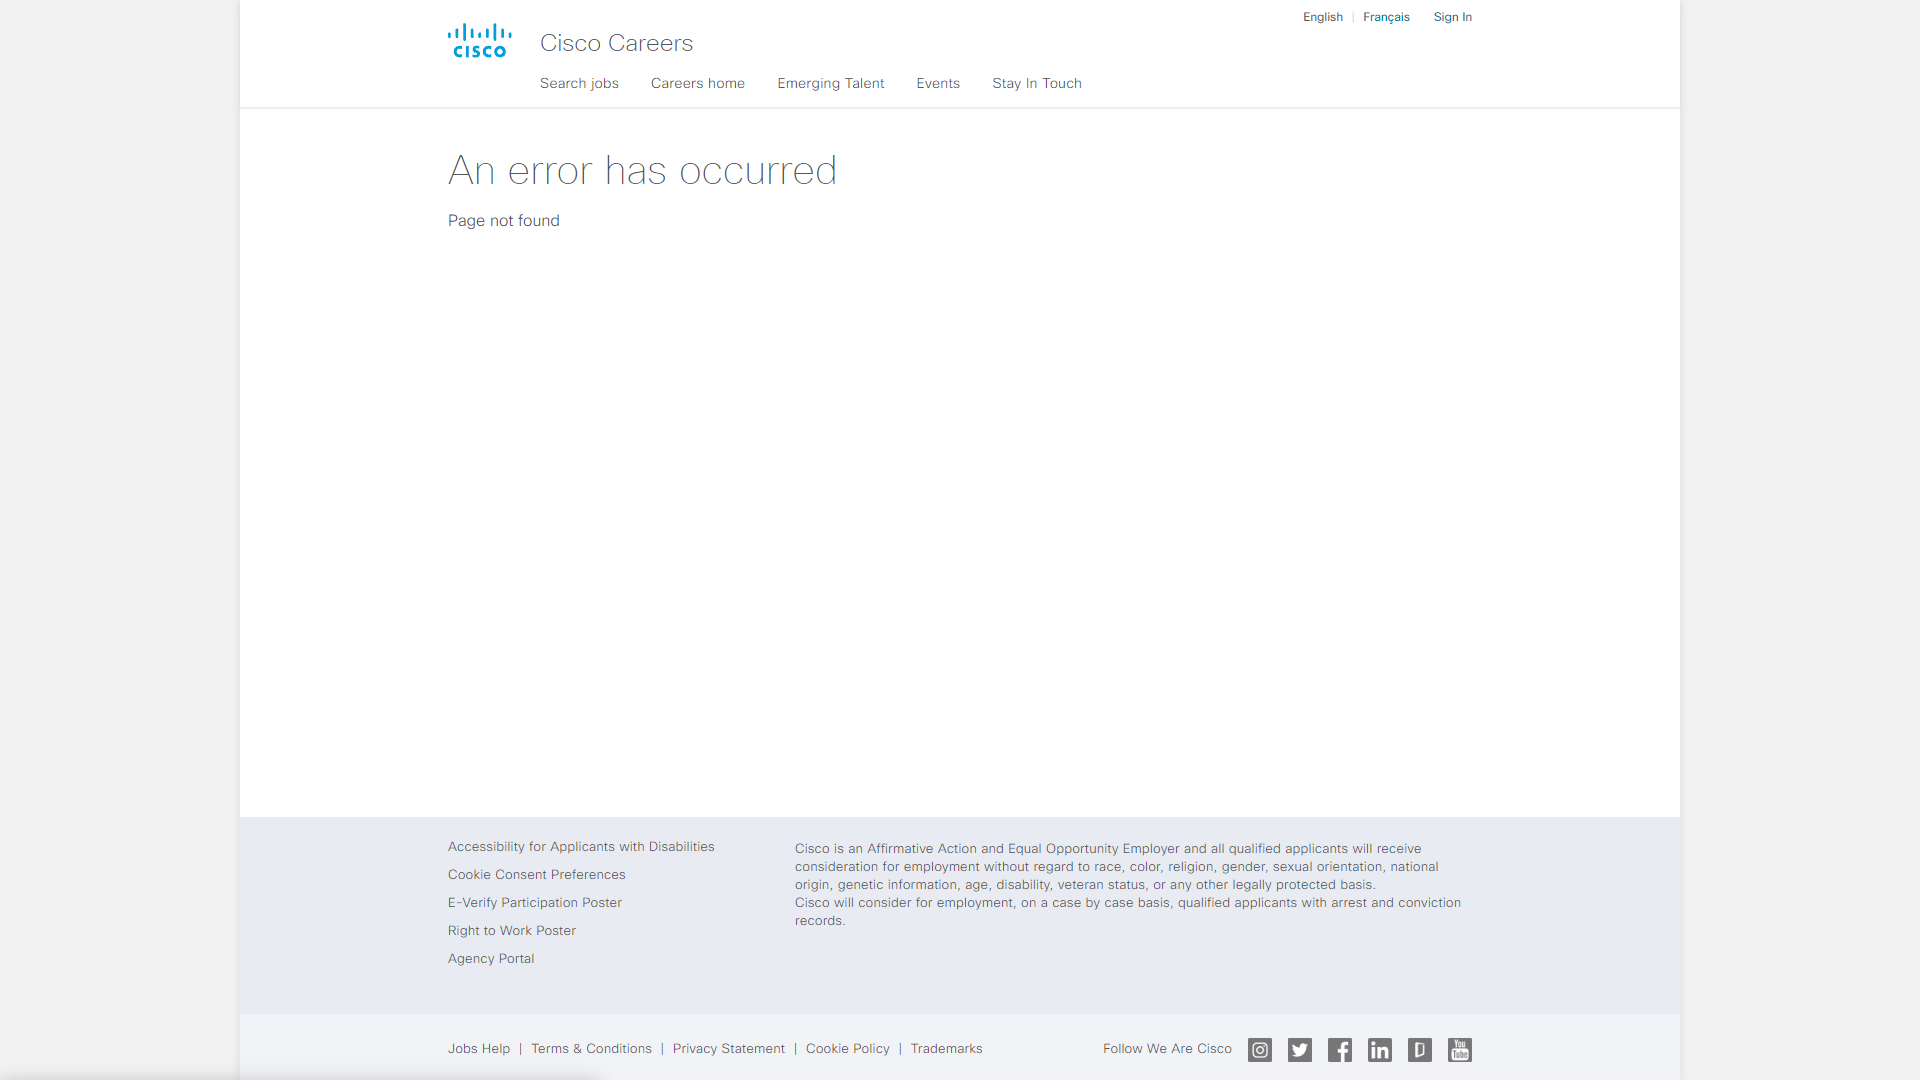 English | Français Sign In
CISCO
Cisco Careers
Search jobs Careers home Emerging Talent Events Stay In Touch
An error has occurred
Page not found
Accessibility for Applicants with Disabilities
Cookie Consent Preferences
E-Verify Participation Poster
Right to Work Poster
Agency Portal
Cisco is an Affirmative Action and Equal Opportunity Employer and all qualified applicants will receive
consideration for employment without regard to race, color, religion, gender, sexual orientation, national
origin, genetic information, age, disability, veteran status, or any other legally protected basis.
Cisco will consider for employment, on a case by case basis, qualified applicants with arrest and conviction
records.
Jobs Help | Terms & Conditions | Privacy Statement | Cookie Policy | Trademarks
Follow We Are Cisco
in
You
Tube